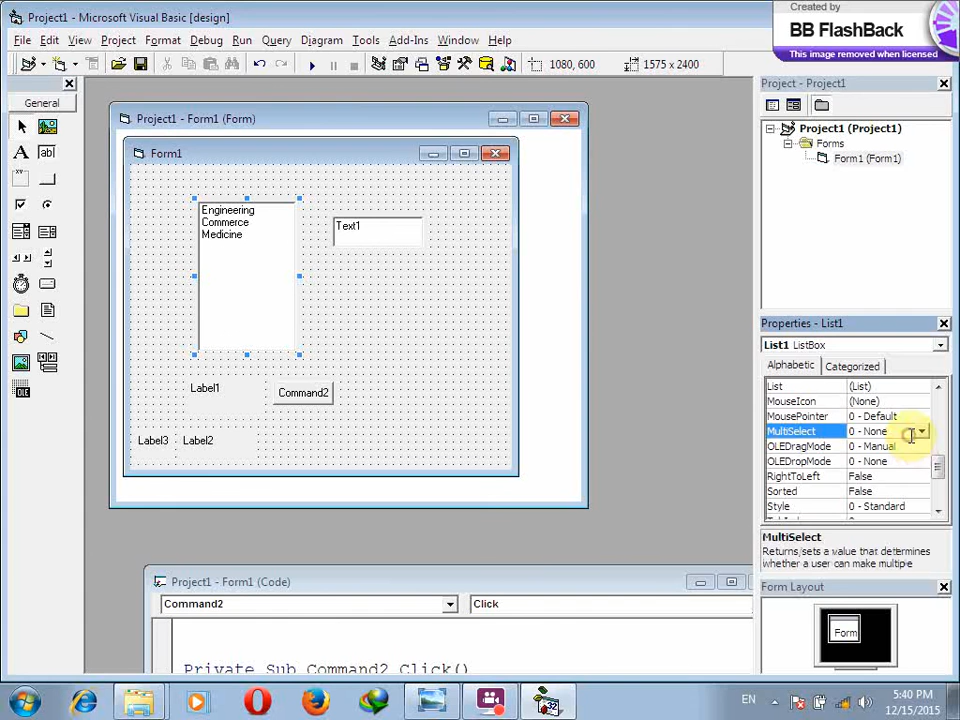 Project1 - Microsoft Visual Basic [design]
Created by
BB FlashBack
This image removed when licensed
File Edit View Project Format Debug Run Query Diagram Tools Add-Ins Window Help
1080, 600
1575 x 2400
General
Project1 - Form1 (Form)
Form1
Engineering
Commerce
Medicine
Text1
Label1
Command2
Label3
Label2
Project - Project1
Project1 (Project1)
Forms
Form1 (Form1)
Properties - List1
List1 ListBox
Alphabetic Categorized
List (List)
MouseIcon (None)
MousePointer 0 - Default
MultiSelect 0 - None
OLEDragMode 0 - Manual
OLEDropMode 0 - None
RightToLeft False
Sorted False
Style 0 - Standard
MultiSelect
Returns/sets a value that determines
whether a user can make multiple
Form Layout
Form
Project1 - Form1 (Code)
Command2
Click
Private Sub Command2_Click()
EN
5:40 PM
12/15/2015